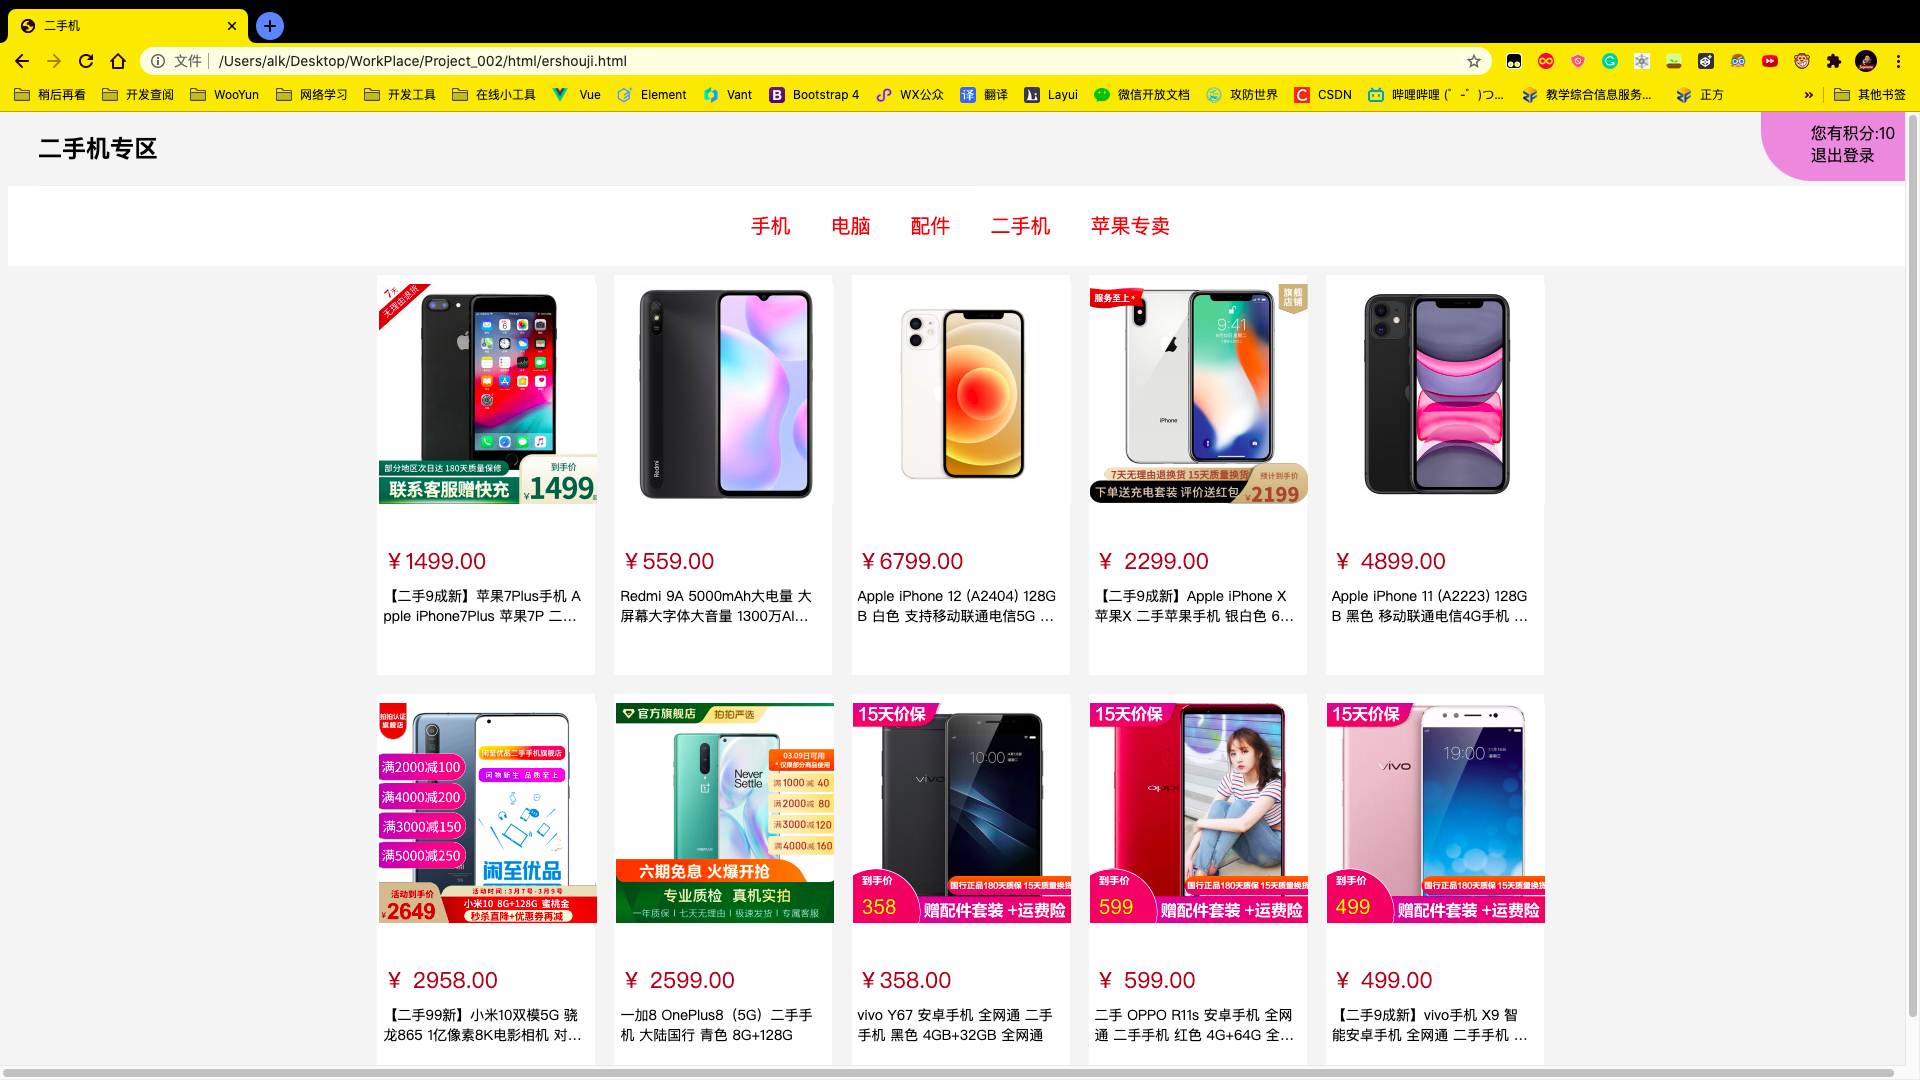 二手机
文件 /Users/alk/Desktop/WorkPlace/Project_002/html/ershouji.html
稍后再看 开发查阅 WooYun 网络学习 开发工具 在线小工具 Vue Element Vant Bootstrap 4 WX公众 翻译 Layui 微信开放文档 攻防世界 CSDN 哔哩哔哩 (゜-゜)つ... 教学综合信息服务... 正方 » 其他书签
二手机专区
您有积分:10
退出登录
手机 电脑 配件 二手机 苹果专卖
7天
无理由退货
部分地区次日达 180天质量保修
联系客服赠快充
到手价
¥1499
￥1499.00
【二手9成新】苹果7Plus手机 A
pple iPhone7Plus 苹果7P 二...
Redmi
￥559.00
Redmi 9A 5000mAh大电量 大
屏幕大字体大音量 1300万AI...
￥6799.00
Apple iPhone 12 (A2404) 128G
B 白色 支持移动联通电信5G ...
服务至上
旗舰
店铺
9:41
iPhone
7天无理由退换货 15天质量换货
预计到手价
下单送充电套装 评价送红包
¥2199
￥ 2299.00
【二手9成新】Apple iPhone X
苹果X 二手苹果手机 银白色 6...
￥ 4899.00
Apple iPhone 11 (A2223) 128G
B 黑色 移动联通电信4G手机 ...
拍拍认证
旗舰店
闲至优品二手手机旗舰店
闲物新生 品质至上
满2000减100
满4000减200
满3000减150
满5000减250
闲至优品
活动到手价
¥2649
活动时间:3月7号-3月9号
小米10 8G+128G 蜜桃金
秒杀直降+优惠券再减
￥ 2958.00
【二手99新】小米10双模5G 骁
龙865 1亿像素8K电影相机 对...
官方旗舰店 拍拍严选
03.09日可用
*仅限部分商品使用
Never
Settle
满1000减 40
满2000减 80
满3000减120
满4000减160
六期免息 火爆开抢
专业质检 真机实拍
一年质保 | 七天无理由 | 极速发货 | 专属客服
￥ 2599.00
一加8 OnePlus8（5G）二手手
机 大陆国行 青色 8G+128G
15天价保
vivo
10:00
到手价
358
国行正品180天质保 15天质量换货
赠配件套装 +运费险
￥358.00
vivo Y67 安卓手机 全网通 二手
手机 黑色 4GB+32GB 全网通
15天价保
oppo
到手价
599
国行正品180天质保 15天质量换货
赠配件套装 +运费险
￥ 599.00
二手 OPPO R11s 安卓手机 全网
通 二手手机 红色 4G+64G 全...
15天价保
vivo
19:00
到手价
499
国行正品180天质保 15天质量换货
赠配件套装 +运费险
￥ 499.00
【二手9成新】vivo手机 X9 智
能安卓手机 全网通 二手手机 ...